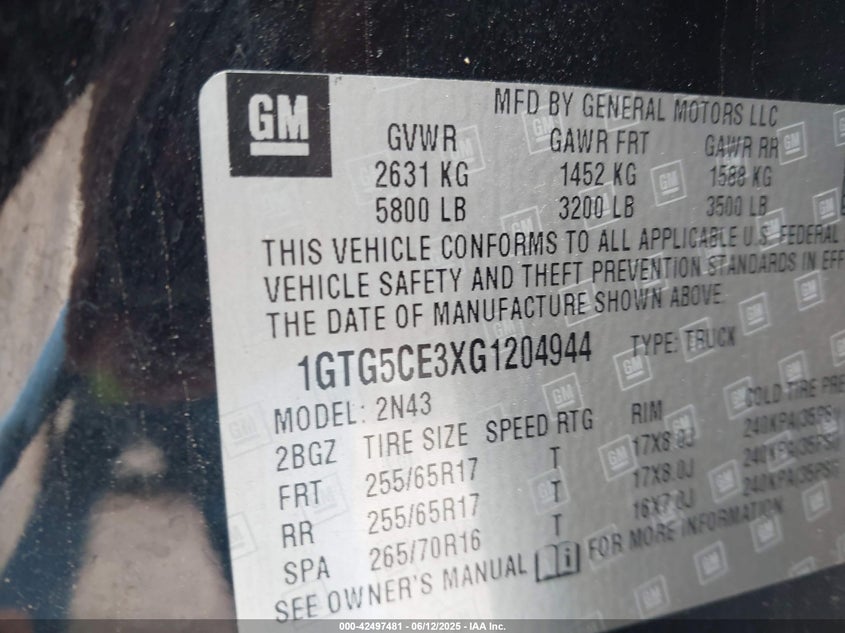 GM
MFD BY GENERAL MOTORS LLC
GVWR GAWR FRT GAWR RR
2631 KG 1452 KG 1588 KG
5800 LB 3200 LB 3500 LB
THIS VEHICLE CONFORMS TO ALL APPLICABLE U.S. FEDERAL
VEHICLE SAFETY AND THEFT PREVENTION STANDARDS IN EFF
THE DATE OF MANUFACTURE SHOWN ABOVE.
1GTG5CE3XG1204944 TYPE: TRUCK
MODEL: 2N43
2BGZ TIRE SIZE SPEED RTG RIM COLD TIRE PRE
FRT 255/65R17 T 17X8.0J 240KPA(35PS
RR 255/65R17 T 17X8.0J 240KPA(35PSI
SPA 265/70R16 T 16X7.0J 240KPA(35PSI
SEE OWNER'S MANUAL FOR MORE INFORMATION
000-42497481 - 06/12/2025 - IAA Inc.